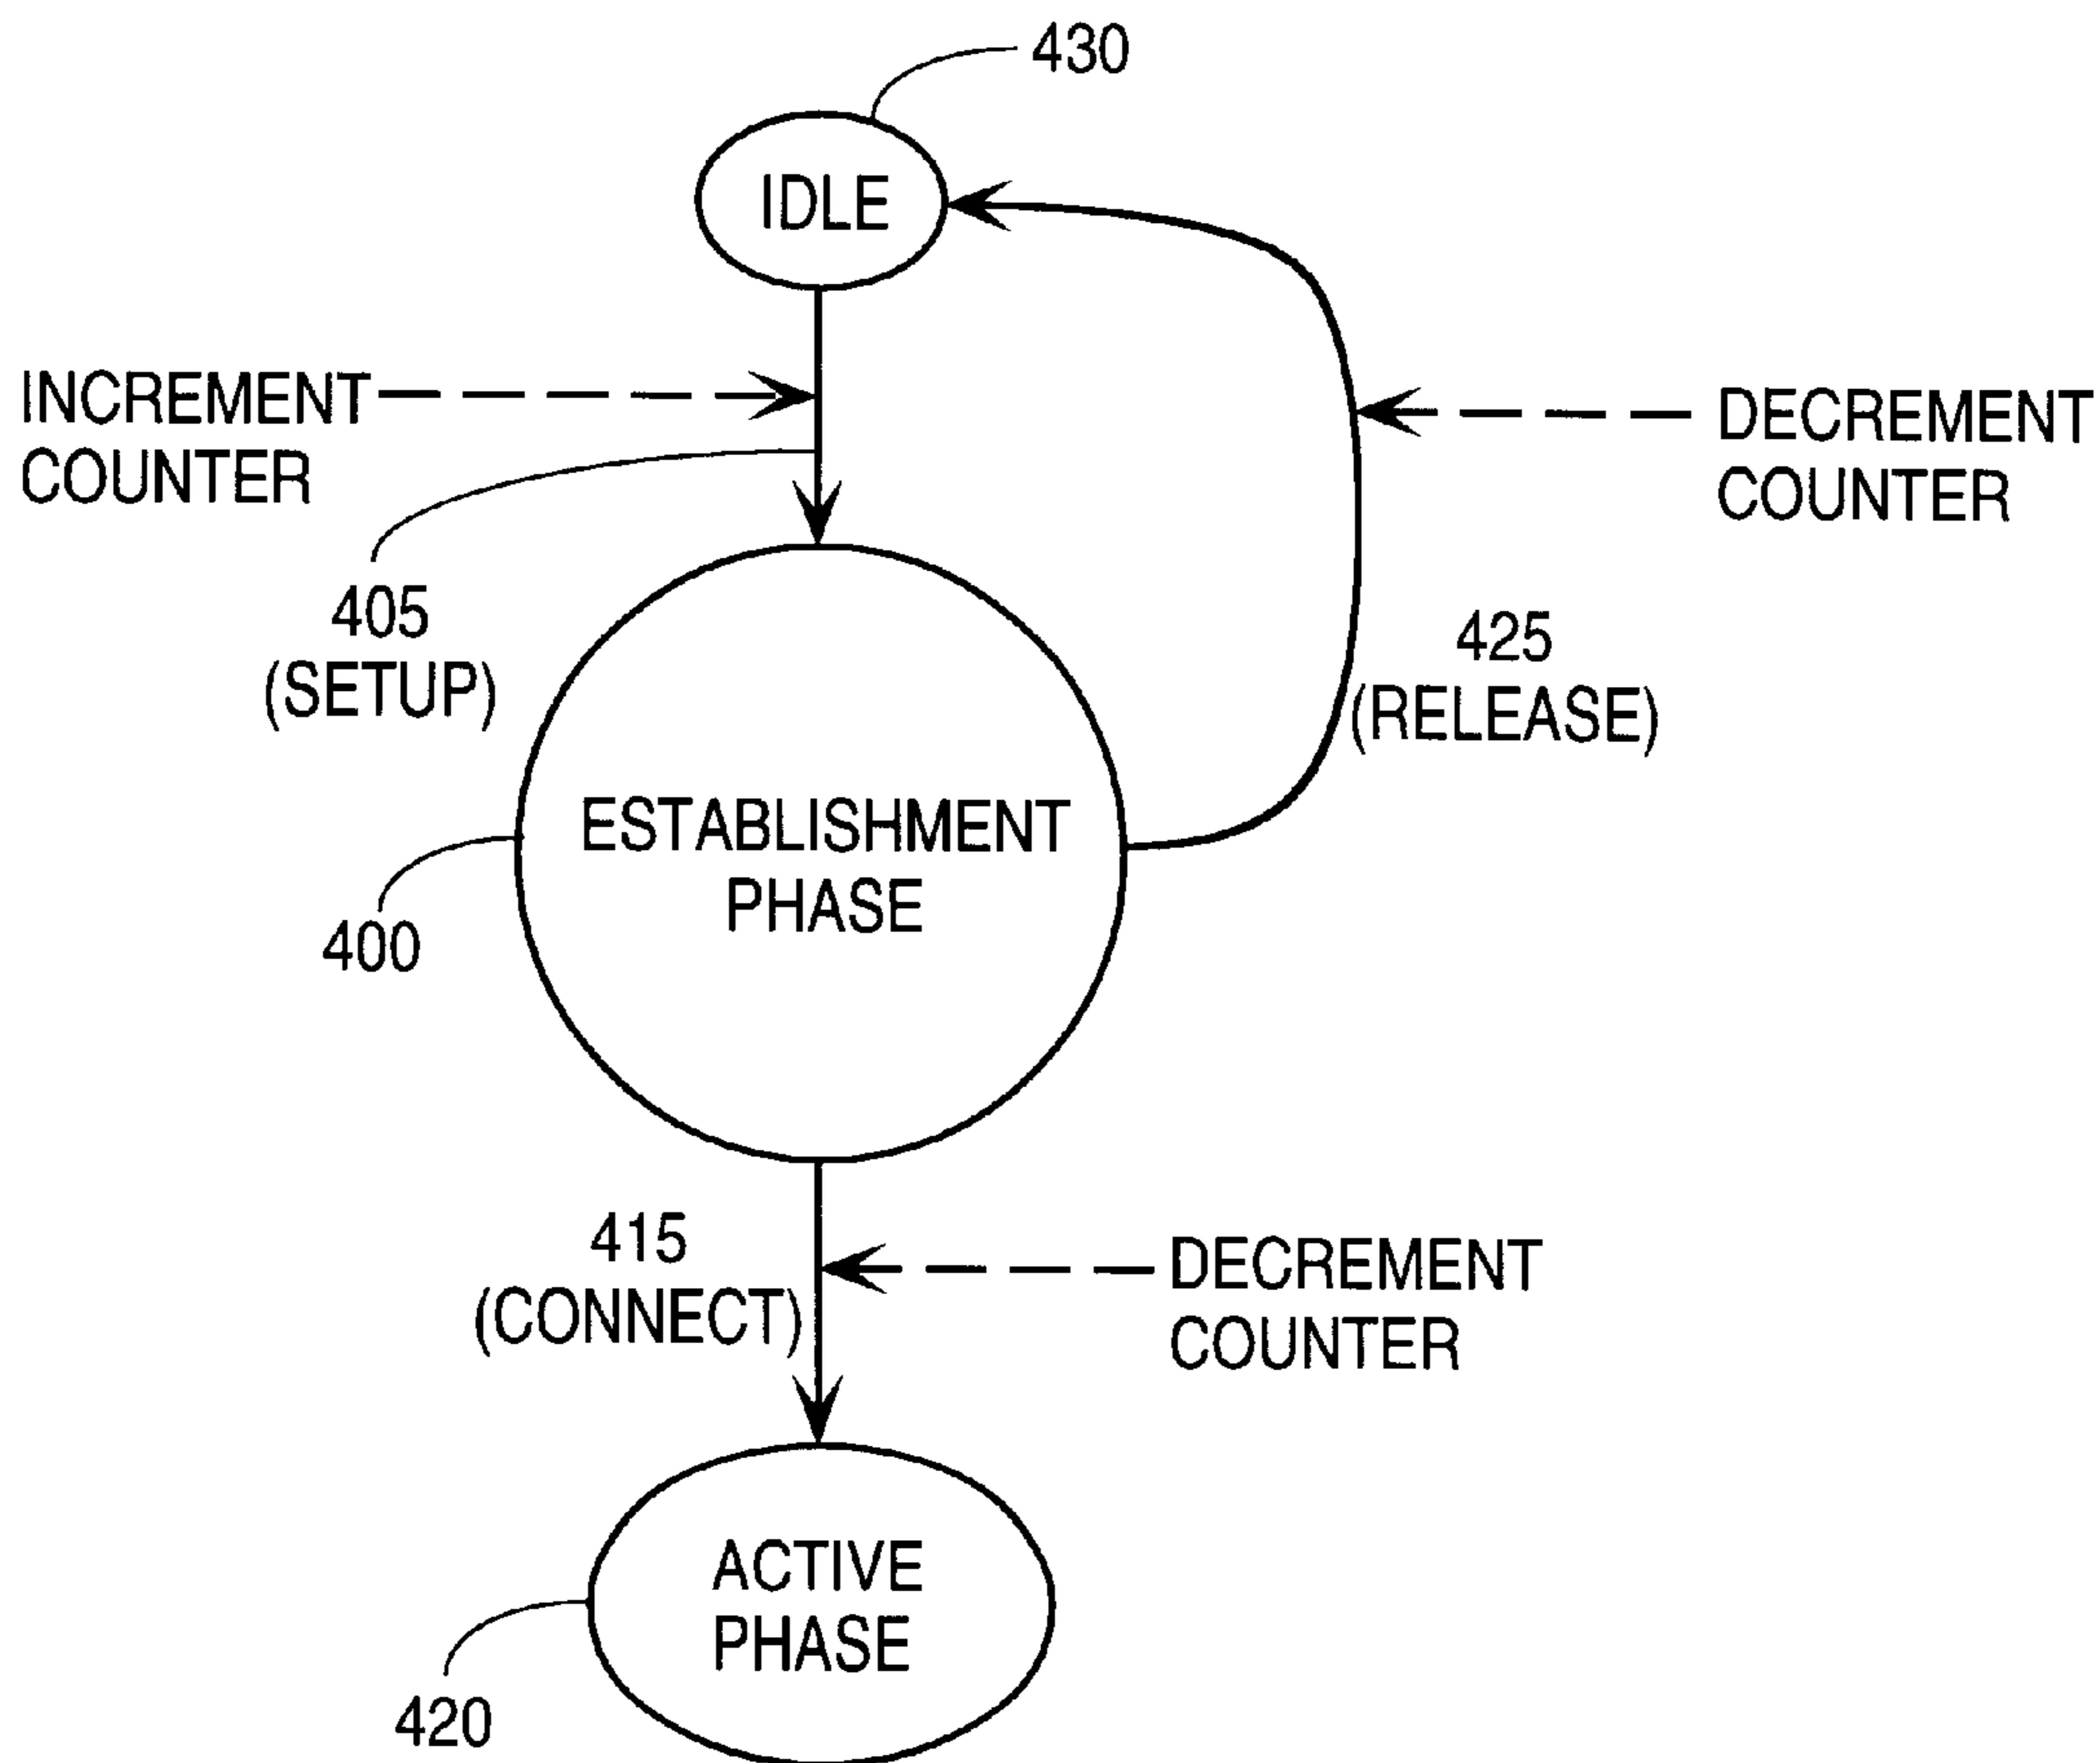 430
IDLE
INCREMENT
COUNTER
DECREMENT
COUNTER
405
(SETUP)
425
(RELEASE)
ESTABLISHMENT
PHASE
400
415
(CONNECT)
DECREMENT
COUNTER
ACTIVE
PHASE
420